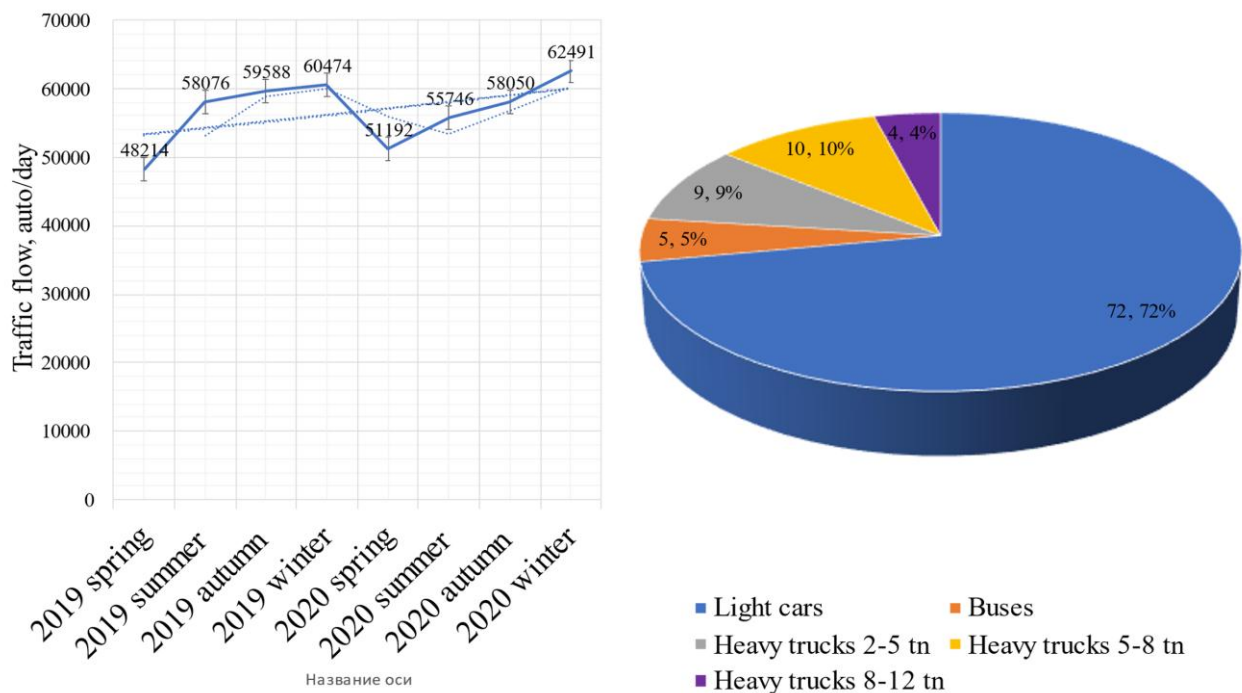 Traffic flow, auto/day
70000
60000
50000
40000
30000
20000
10000
0
48214
58076
59588
60474
51192
55746
58050
62491
2019 spring
2019 summer
2019 autumn
2019 winter
2020 spring
2020 summer
2020 autumn
2020 winter
Название оси
4, 4%
10, 10%
9, 9%
5, 5%
72, 72%
Light cars
Buses
Heavy trucks 2-5 tn
Heavy trucks 5-8 tn
Heavy trucks 8-12 tn